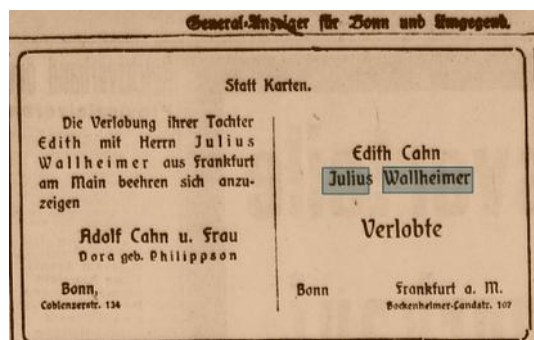 General-Anzeiger für Bonn und Umgegend.
Statt Karten.
Die Verlobung ihrer Tochter
Edith mit Herrn Julius
Wallheimer aus Frankfurt
am Main beehren sich anzu-
zeigen
Adolf Cahn u. Frau
Dora geb. Philippson
Bonn,
Coblenzerstr. 134
Edith Cahn
Julius Wallheimer
Verlobte
Bonn Frankfurt a. M.
Bockenheimer-Landstr. 107